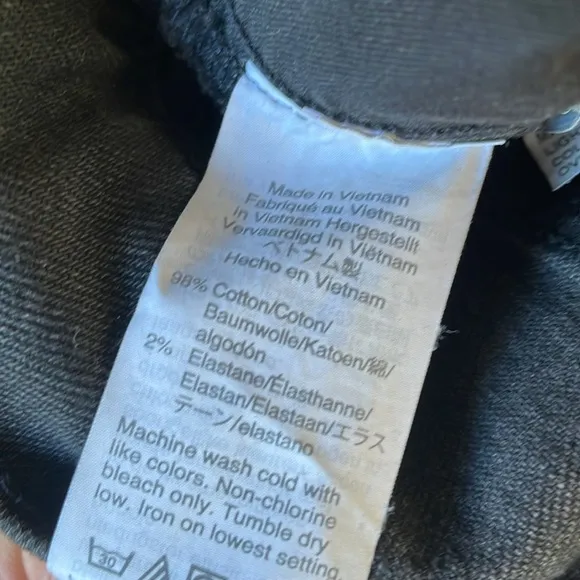 Made in Vietnam
Fabriqué au Vietnam
in Vietnam Hergestellt
Vervaardigd in Viëtnam
ベトナム製
Hecho en Vietnam
98% Cotton/Coton/
Baumwolle/Katoen/綿/
algodón
2% Elastane/Élasthanne/
Elastan/Elastaan/エラス
テーン/elastano
Machine wash cold with
like colors. Non-chlorine
bleach only. Tumble dry
low. Iron on lowest setting.
30